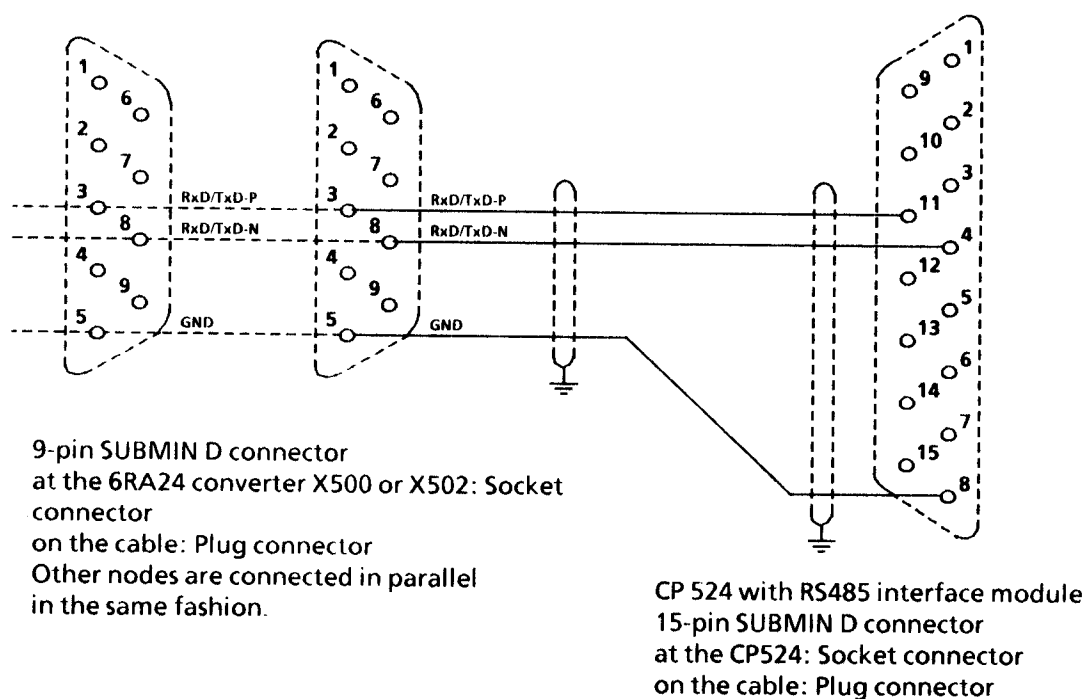 1
6
2
7
3
RxD/TxD-P
8
RxD/TxD-N
4
9
5
GND
1
6
2
7
3
RxD/TxD-P
8
RxD/TxD-N
4
9
5
GND
1
9
2
10
3
11
4
12
5
13
6
14
7
15
8
9-pin SUBMIN D connector
at the 6RA24 converter X500 or X502: Socket
connector
on the cable: Plug connector
Other nodes are connected in parallel
in the same fashion.
CP 524 with RS485 interface module
15-pin SUBMIN D connector
at the CP524: Socket connector
on the cable: Plug connector